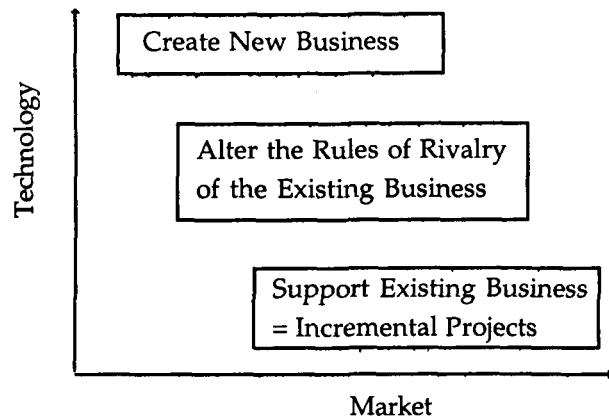 Create New Business
Technology
Alter the Rules of Rivalry
of the Existing Business
Support Existing Business
= Incremental Projects
Market